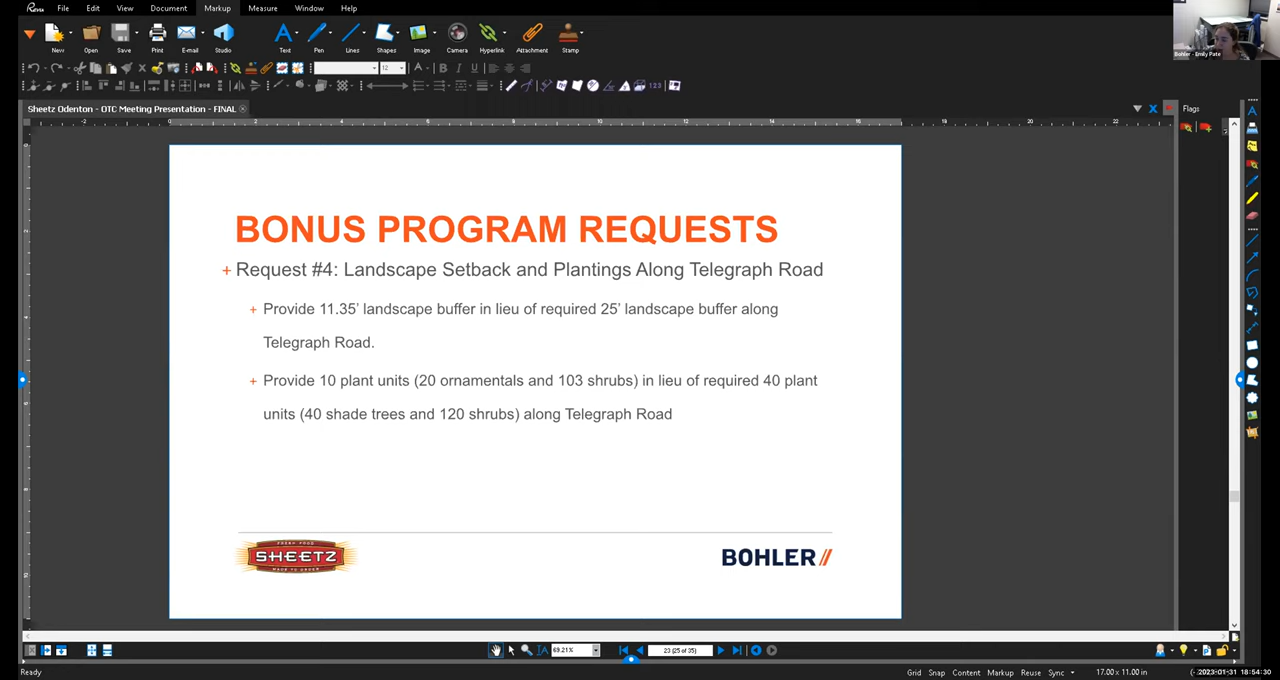 Revu File Edit View Document Markup Measure Window Help
New Open Save Print E-mail Studio Text Pen Lines Shapes Image Camera Hyperlink Attachment Stamp
12
Bohler - Emily Pate
Sheetz Odenton - OTC Meeting Presentation - FINAL
Flags
BONUS PROGRAM REQUESTS
+ Request #4: Landscape Setback and Plantings Along Telegraph Road
+ Provide 11.35’ landscape buffer in lieu of required 25’ landscape buffer along
Telegraph Road.
+ Provide 10 plant units (20 ornamentals and 103 shrubs) in lieu of required 40 plant
units (40 shade trees and 120 shrubs) along Telegraph Road
FRESH FOOD
SHEETZ
MADE TO ORDER
BOHLER//
69.21%
23 (25 of 35)
Ready
Grid Snap Content Markup Reuse Sync
17.00 x 11.00 in
2023-01-31 18:54:30